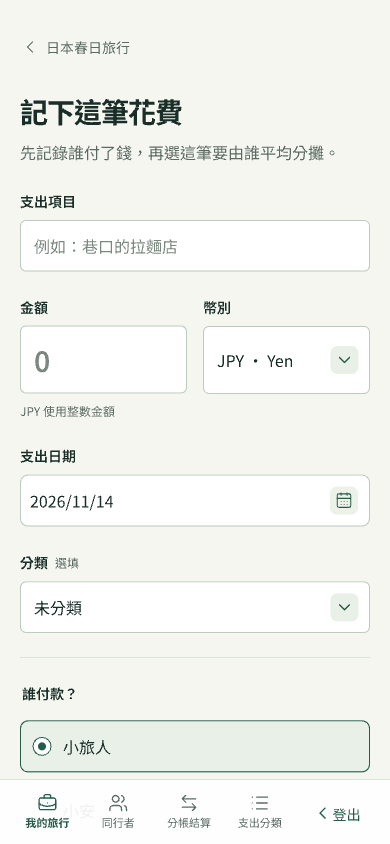 日本春日旅行
記下這筆花費
先記錄誰付了錢，再選這筆要由誰平均分攤。
支出項目
例如：巷口的拉麵店
金額 幣別
0 JPY · Yen
JPY 使用整數金額
支出日期
2026/11/14
分類 選填
未分類
誰付款？
小旅人
小安
我的旅行 同行者 分帳結算 支出分類 登出